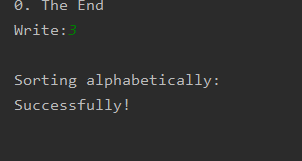 0. The End
Write:3
Sorting alphabetically:
Successfully!